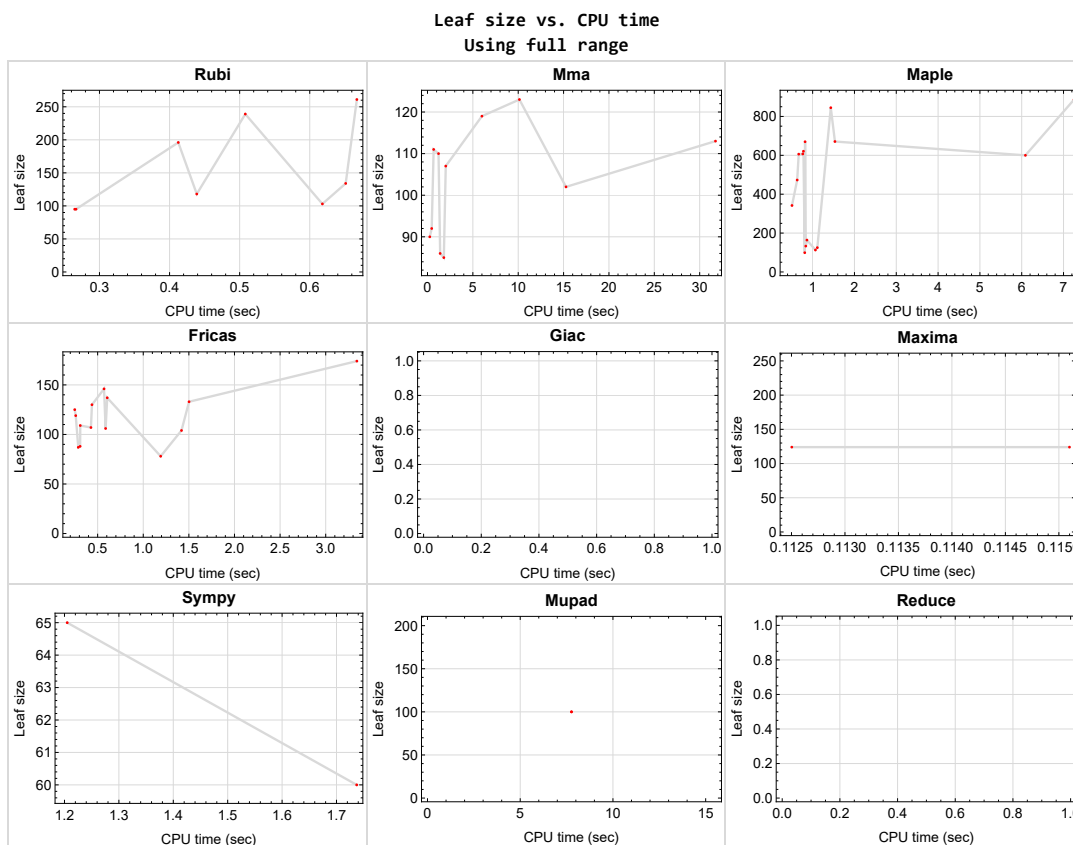 Leaf size vs. CPU time
Using full range
Rubi
Leaf size
250
200
150
100
50
0
0.3 0.4 0.5 0.6
CPU time (sec)
Mma
Leaf size
120
110
100
90
0 5 10 15 20 25 30
CPU time (sec)
Maple
Leaf size
800
600
400
200
0
1 2 3 4 5 6 7
CPU time (sec)
Fricas
Leaf size
150
100
50
0
0.5 1.0 1.5 2.0 2.5 3.0
CPU time (sec)
Giac
Leaf size
1.0
0.8
0.6
0.4
0.2
0.0
0.0 0.2 0.4 0.6 0.8 1.0
CPU time (sec)
Maxima
Leaf size
250
200
150
100
50
0
0.1125 0.1130 0.1135 0.1140 0.1145
CPU time (sec)
Sympy
Leaf size
65
64
63
62
61
60
1.2 1.3 1.4 1.5 1.6 1.7
CPU time (sec)
Mupad
Leaf size
200
150
100
50
0
0 5 10 15
CPU time (sec)
Reduce
Leaf size
1.0
0.8
0.6
0.4
0.2
0.0
0.0 0.2 0.4 0.6 0.8
CPU time (sec)